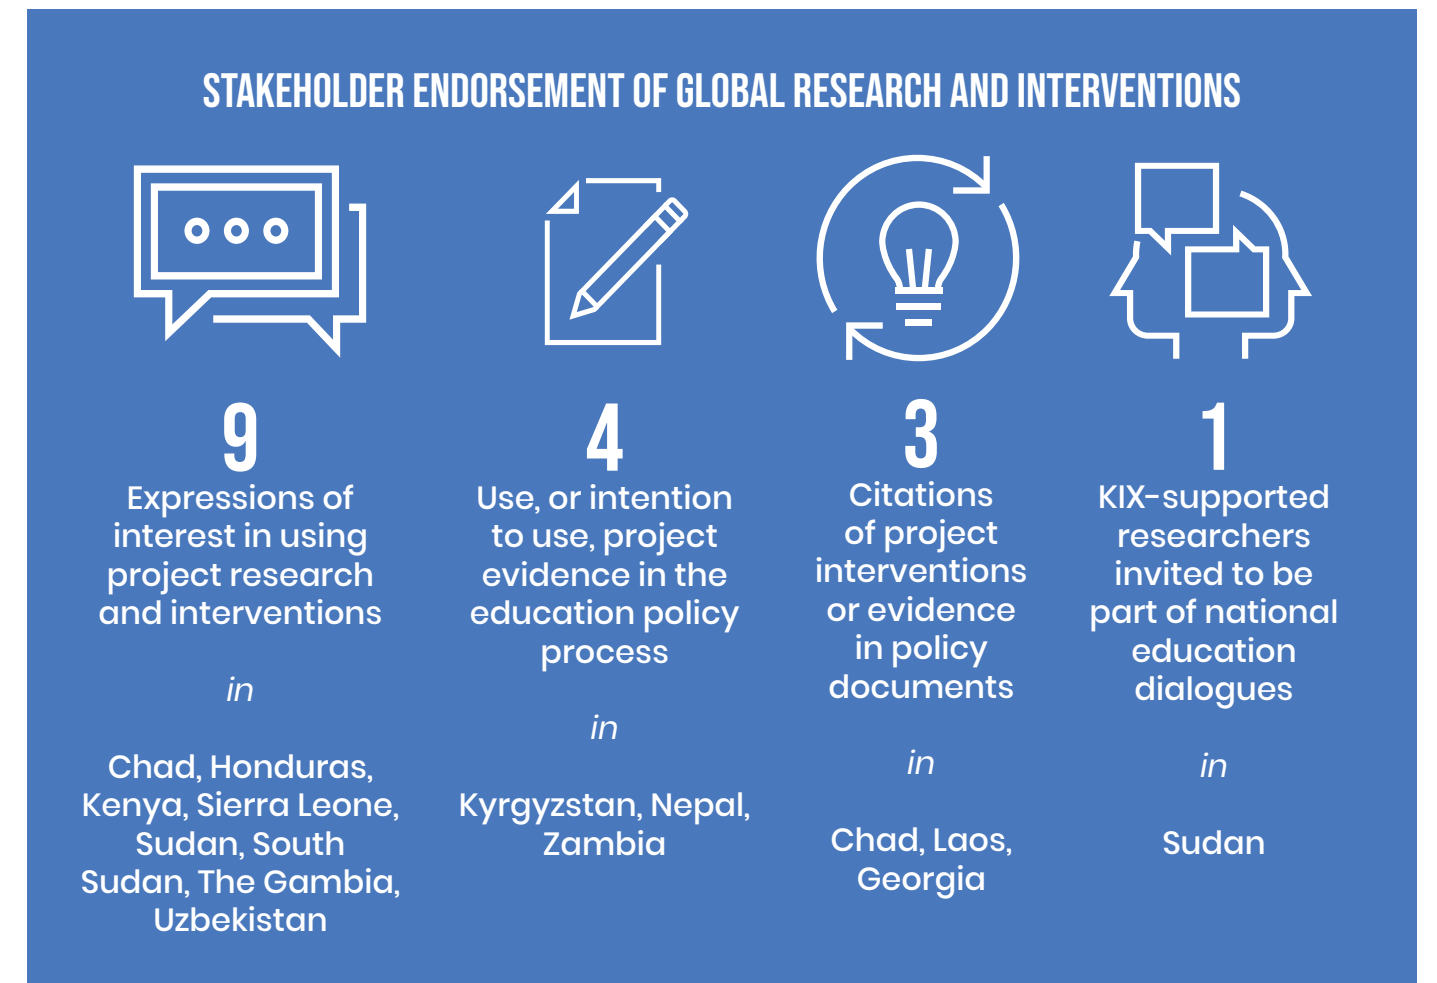 STAKEHOLDER ENDORSEMENT OF GLOBAL RESEARCH AND INTERVENTIONS
9
Expressions of
interest in using
project research
and interventions
in
Chad, Honduras,
Kenya, Sierra Leone,
Sudan, South
Sudan, The Gambia,
Uzbekistan
4
Use, or intention
to use, project
evidence in the
education policy
process
in
Kyrgyzstan, Nepal,
Zambia
3
Citations
of project
interventions
or evidence
in policy
documents
in
Chad, Laos,
Georgia
1
KIX-supported
researchers
invited to be
part of national
education
dialogues
in
Sudan